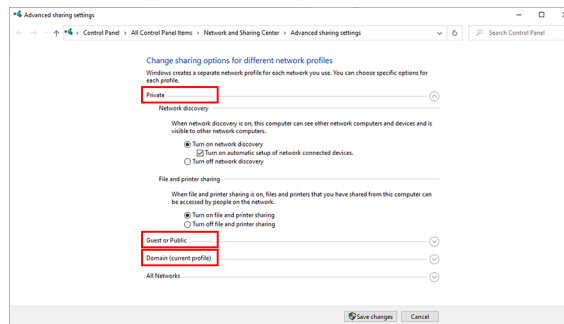 Advanced sharing settings
Control Panel › All Control Panel Items › Network and Sharing Center › Advanced sharing settings
Search Control Panel
Change sharing options for different network profiles
Windows creates a separate network profile for each network you use. You can choose specific options for
each profile.
Private
Network discovery
When network discovery is on, this computer can see other network computers and devices and is
visible to other network computers.
Turn on network discovery
Turn on automatic setup of network connected devices.
Turn off network discovery
File and printer sharing
When file and printer sharing is on, files and printers that you have shared from this computer can
be accessed by people on the network.
Turn on file and printer sharing
Turn off file and printer sharing
Guest or Public
Domain (current profile)
All Networks
Save changes Cancel